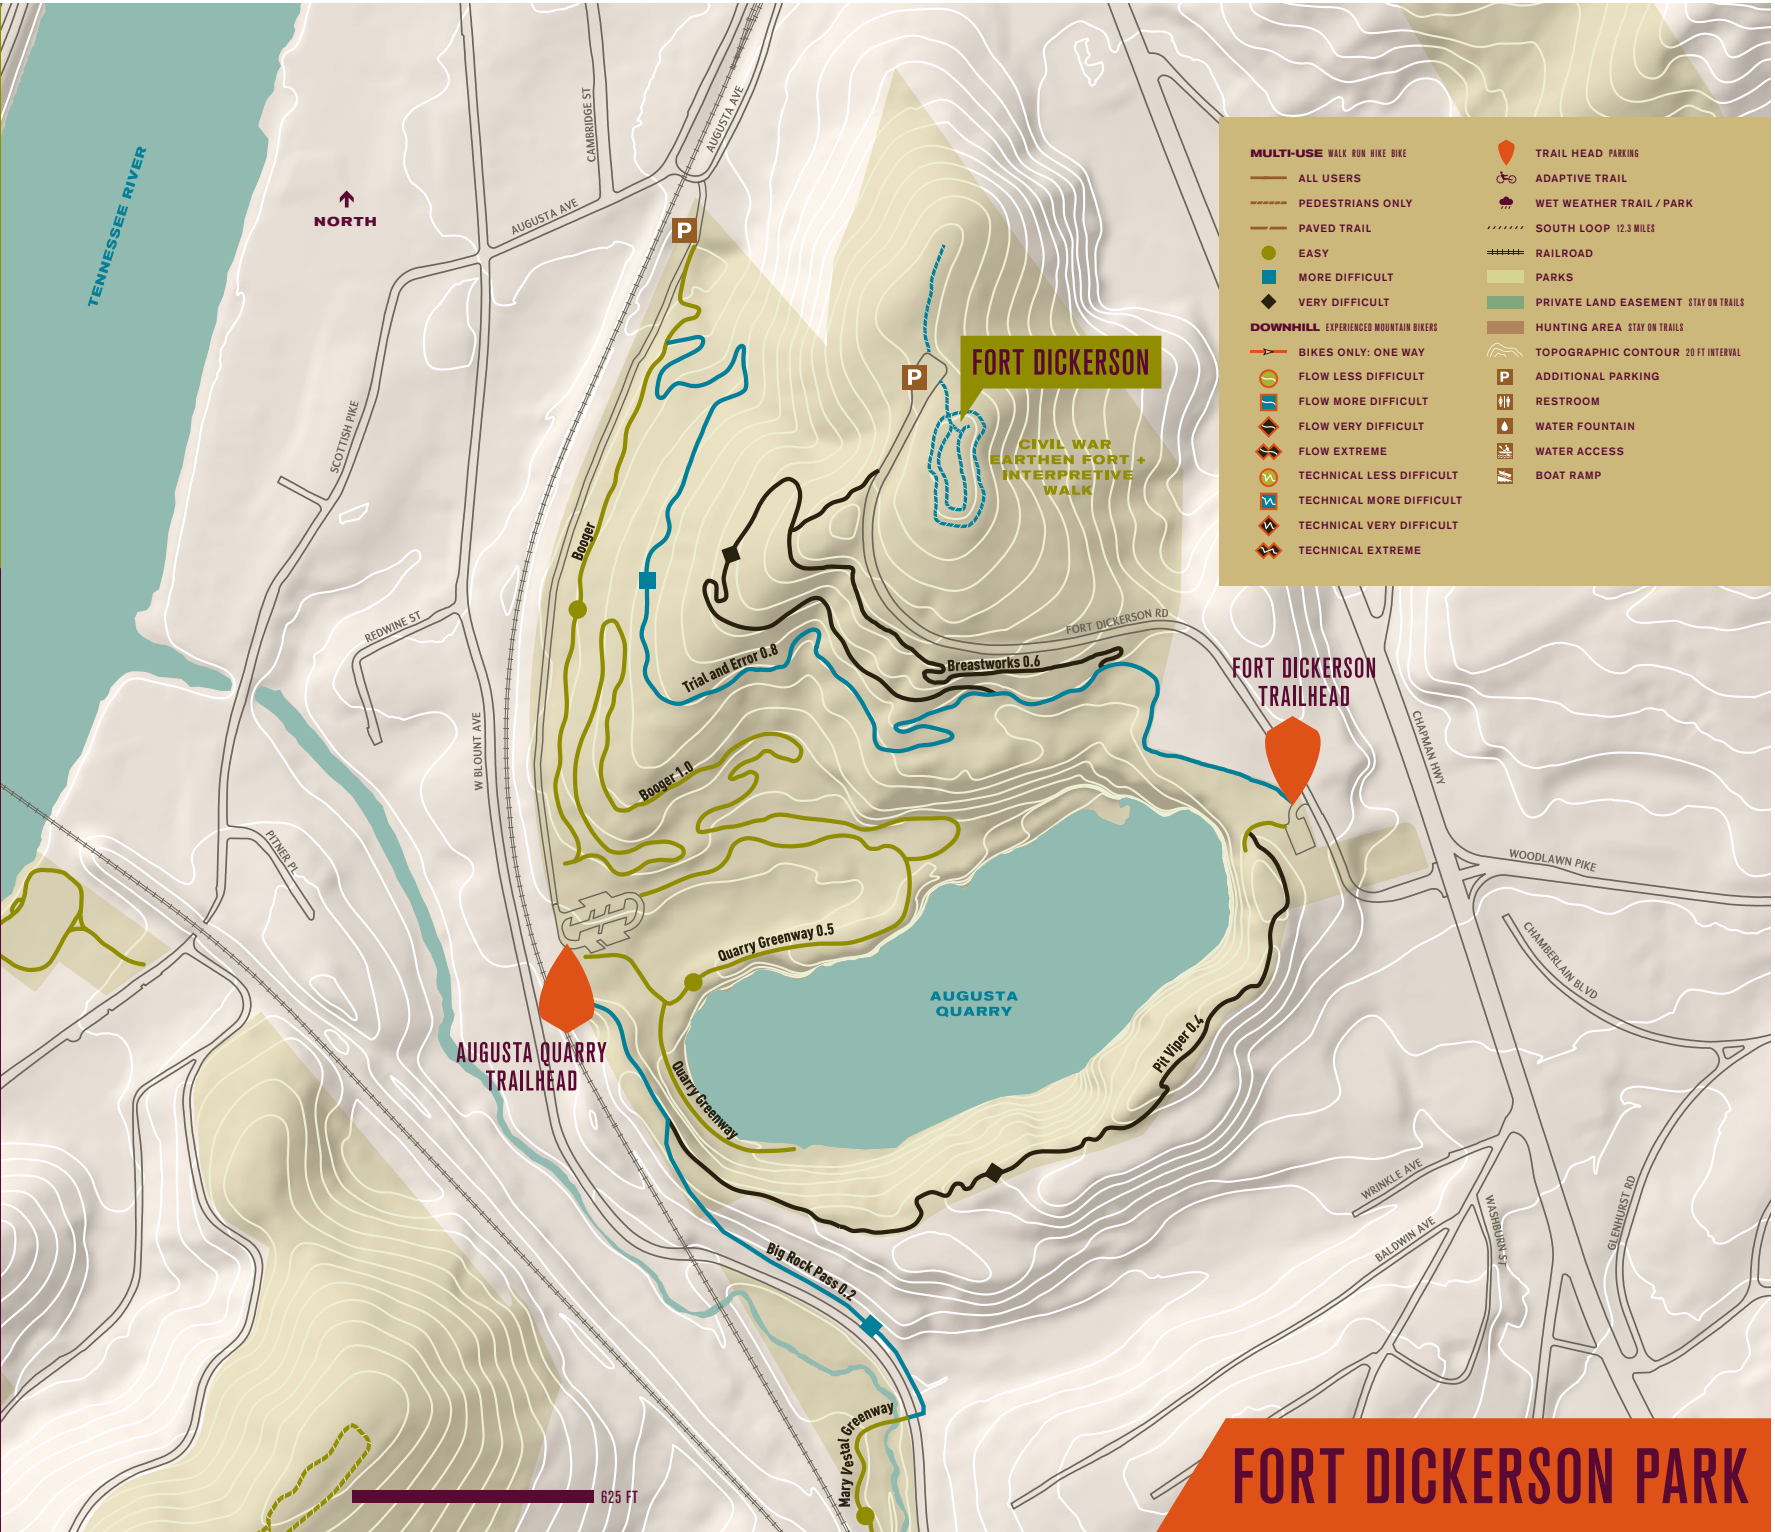 TENNESSEE RIVER
NORTH
CAMBRIDGE ST
AUGUSTA AVE
AUGUSTA AVE
P
SCOTTISH PIKE
P
FORT DICKERSON
CIVIL WAR
EARTHEN FORT +
INTERPRETIVE
WALK
MULTI-USE WALK RUN HIKE BIKE
ALL USERS
PEDESTRIANS ONLY
PAVED TRAIL
EASY
MORE DIFFICULT
VERY DIFFICULT
DOWNHILL EXPERIENCED MOUNTAIN BIKERS
BIKES ONLY: ONE WAY
FLOW LESS DIFFICULT
FLOW MORE DIFFICULT
FLOW VERY DIFFICULT
FLOW EXTREME
TECHNICAL LESS DIFFICULT
TECHNICAL MORE DIFFICULT
TECHNICAL VERY DIFFICULT
TECHNICAL EXTREME
TRAIL HEAD PARKING
ADAPTIVE TRAIL
WET WEATHER TRAIL / PARK
SOUTH LOOP 12.3 MILES
RAILROAD
PARKS
PRIVATE LAND EASEMENT STAY ON TRAILS
HUNTING AREA STAY ON TRAILS
TOPOGRAPHIC CONTOUR 20 FT INTERVAL
P ADDITIONAL PARKING
RESTROOM
WATER FOUNTAIN
WATER ACCESS
BOAT RAMP
Booger
REDWINE ST
FORT DICKERSON RD
Trial and Error 0.8
Breastworks 0.6
FORT DICKERSON
TRAILHEAD
W BLOUNT AVE
CHAPMAN HWY
Booger 1.0
PITNER PL
WOODLAWN PIKE
Quarry Greenway 0.5
CHAMBERLAIN BLVD
AUGUSTA
QUARRY
AUGUSTA QUARRY
TRAILHEAD
Quarry Greenway
Pit Viper 0.4
WRINKLE AVE
BALDWIN AVE
WASHBURN ST
GLENHURST RD
Big Rock Pass 0.2
Mary Vestal Greenway
625 FT
FORT DICKERSON PARK